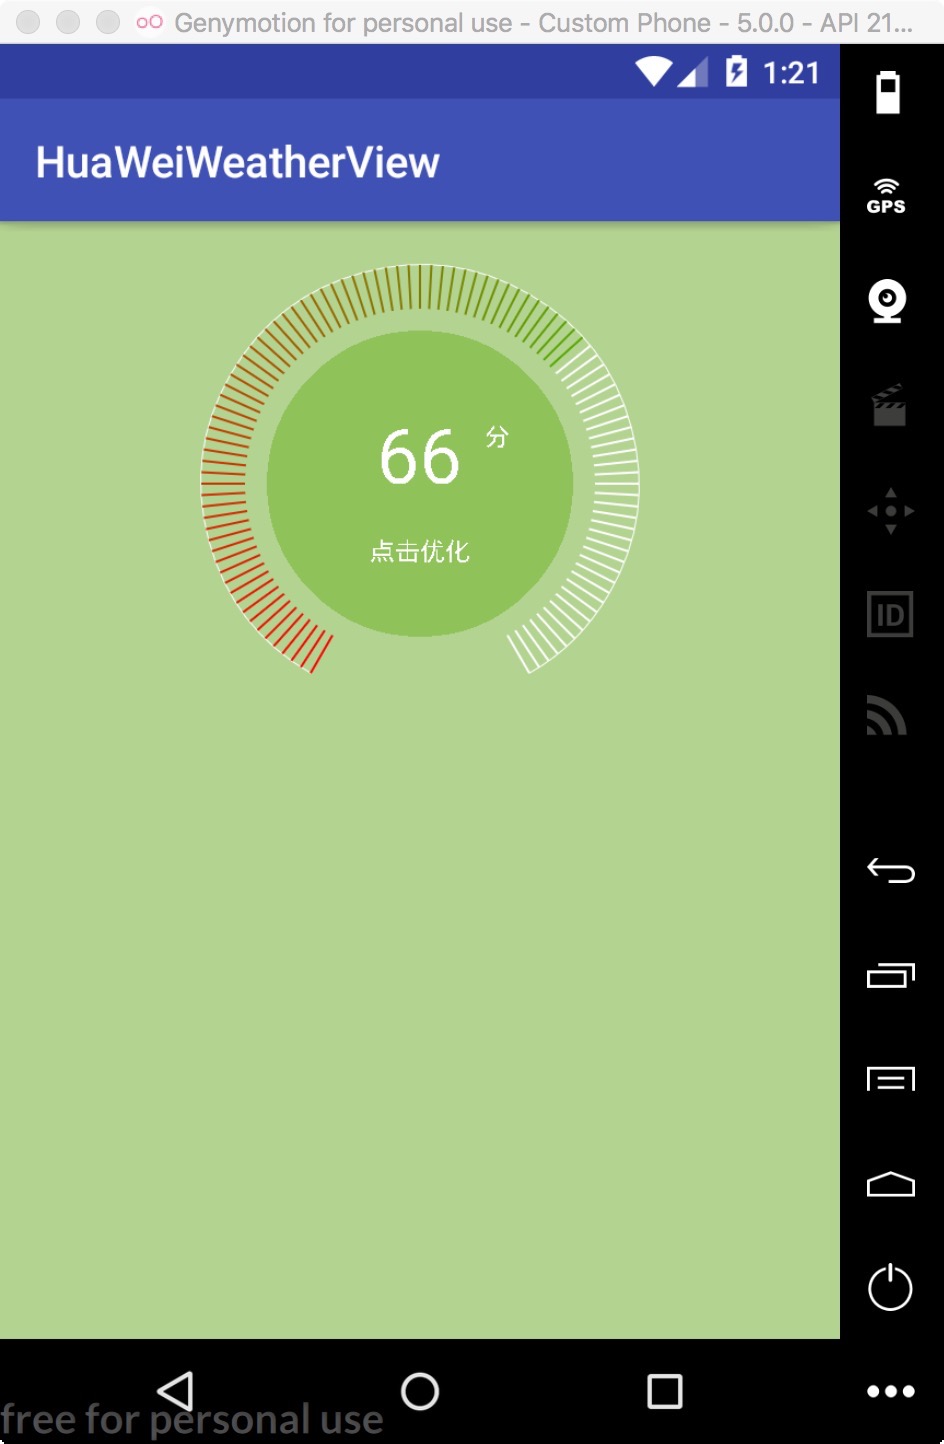 Genymotion for personal use - Custom Phone - 5.0.0 - API 21...
1:21
HuaWeiWeatherView
GPS
66 分
点击优化
ID
free for personal use